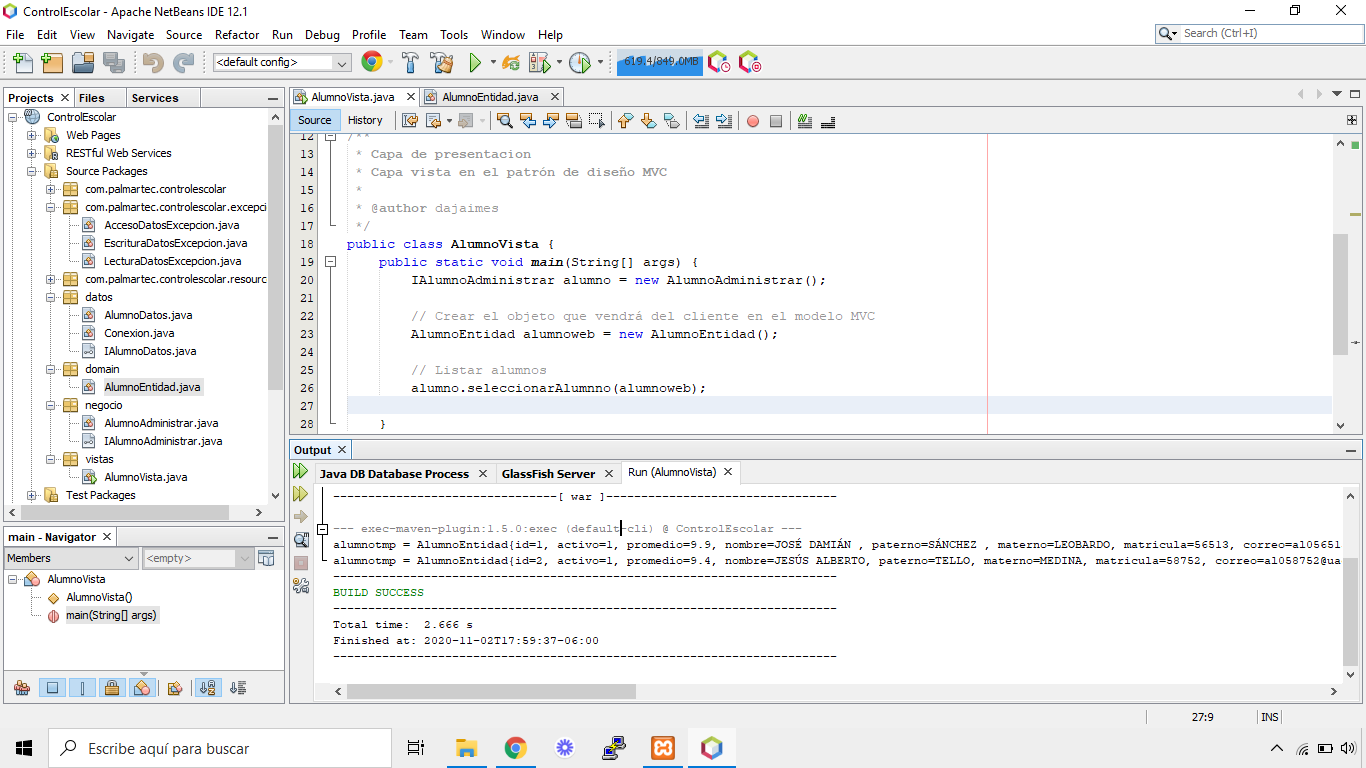 ControlEscolar - Apache NetBeans IDE 12.1
File Edit View Navigate Source Refactor Run Debug Profile Team Tools Window Help
Search (Ctrl+I)
<default config>
619.4/849.0MB
Projects Files Services
ControlEscolar
Web Pages
RESTful Web Services
Source Packages
com.palmartec.controlescolar
com.palmartec.controlescolar.excepci
AccesoDatosExcepcion.java
EscrituraDatosExcepcion.java
LecturaDatosExcepcion.java
com.palmartec.controlescolar.resourc
datos
AlumnoDatos.java
Conexion.java
IAlumnoDatos.java
domain
AlumnoEntidad.java
negocio
AlumnoAdministrar.java
IAlumnoAdministrar.java
vistas
AlumnoVista.java
Test Packages
main - Navigator
Members
<empty>
AlumnoVista
AlumnoVista()
main(String[] args)
AlumnoVista.java AlumnoEntidad.java
Source History
12 /**
13 * Capa de presentacion
14 * Capa vista en el patrón de diseño MVC
15 *
16 * @author dajaimes
17 */
18 public class AlumnoVista {
19 public static void main(String[] args) {
20 IAlumnoAdministrar alumno = new AlumnoAdministrar();
21
22 // Crear el objeto que vendrá del cliente en el modelo MVC
23 AlumnoEntidad alumnoweb = new AlumnoEntidad();
24
25 // Listar alumnos
26 alumno.seleccionarAlumnno(alumnoweb);
27
28 }
Output
Java DB Database Process GlassFish Server Run (AlumnoVista)
--------------------------------[ war ]---------------------------------
--- exec-maven-plugin:1.5.0:exec (default-cli) @ ControlEscolar ---
alumnotmp = AlumnoEntidad{id=1, activo=1, promedio=9.9, nombre=JOSÉ DAMIÁN , paterno=SÁNCHEZ , materno=LEOBARDO, matricula=56513, correo=al05651
alumnotmp = AlumnoEntidad{id=2, activo=1, promedio=9.4, nombre=JESÚS ALBERTO, paterno=TELLO, materno=MEDINA, matricula=58752, correo=al058752@ua
------------------------------------------------------------------------
BUILD SUCCESS
------------------------------------------------------------------------
Total time: 2.666 s
Finished at: 2020-11-02T17:59:37-06:00
------------------------------------------------------------------------
27:9 INS
Escribe aquí para buscar